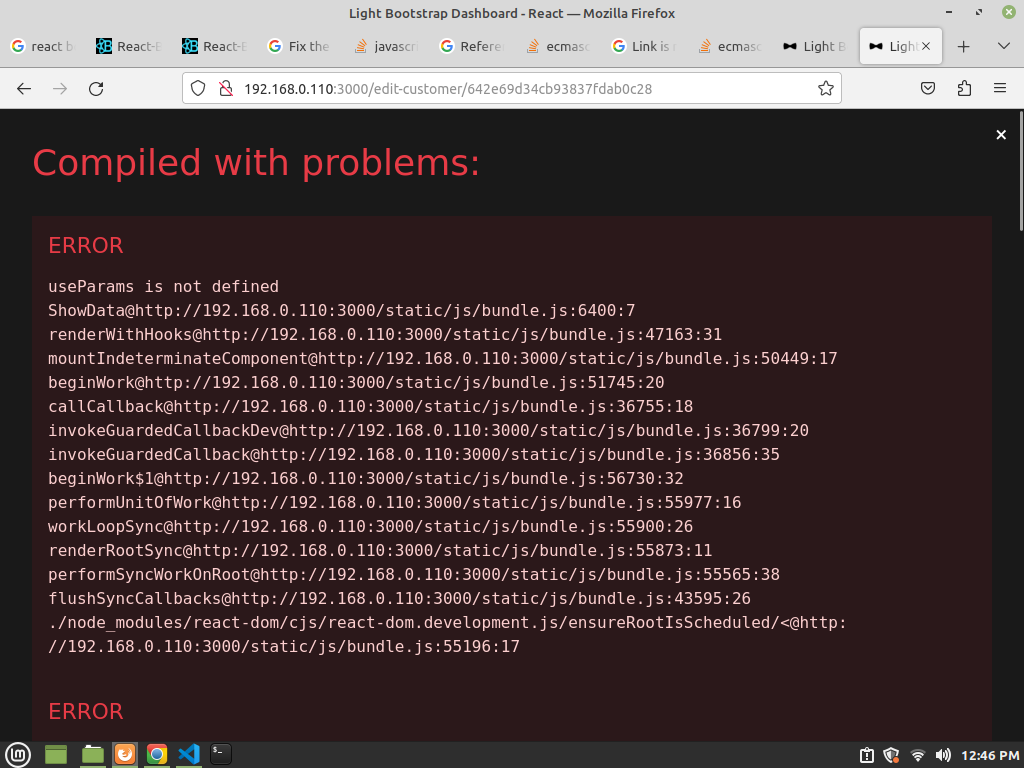 Light Bootstrap Dashboard - React — Mozilla Firefox
react b
React-B
React-B
Fix the
javascr
Refere
ecmasc
Link is
ecmasc
Light B
Light
192.168.0.110:3000/edit-customer/642e69d34cb93837fdab0c28
Compiled with problems:
ERROR
useParams is not defined
ShowData@http://192.168.0.110:3000/static/js/bundle.js:6400:7
renderWithHooks@http://192.168.0.110:3000/static/js/bundle.js:47163:31
mountIndeterminateComponent@http://192.168.0.110:3000/static/js/bundle.js:50449:17
beginWork@http://192.168.0.110:3000/static/js/bundle.js:51745:20
callCallback@http://192.168.0.110:3000/static/js/bundle.js:36755:18
invokeGuardedCallbackDev@http://192.168.0.110:3000/static/js/bundle.js:36799:20
invokeGuardedCallback@http://192.168.0.110:3000/static/js/bundle.js:36856:35
beginWork$1@http://192.168.0.110:3000/static/js/bundle.js:56730:32
performUnitOfWork@http://192.168.0.110:3000/static/js/bundle.js:55977:16
workLoopSync@http://192.168.0.110:3000/static/js/bundle.js:55900:26
renderRootSync@http://192.168.0.110:3000/static/js/bundle.js:55873:11
performSyncWorkOnRoot@http://192.168.0.110:3000/static/js/bundle.js:55565:38
flushSyncCallbacks@http://192.168.0.110:3000/static/js/bundle.js:43595:26
./node_modules/react-dom/cjs/react-dom.development.js/ensureRootIsScheduled/<@http:
//192.168.0.110:3000/static/js/bundle.js:55196:17
ERROR
12:46 PM